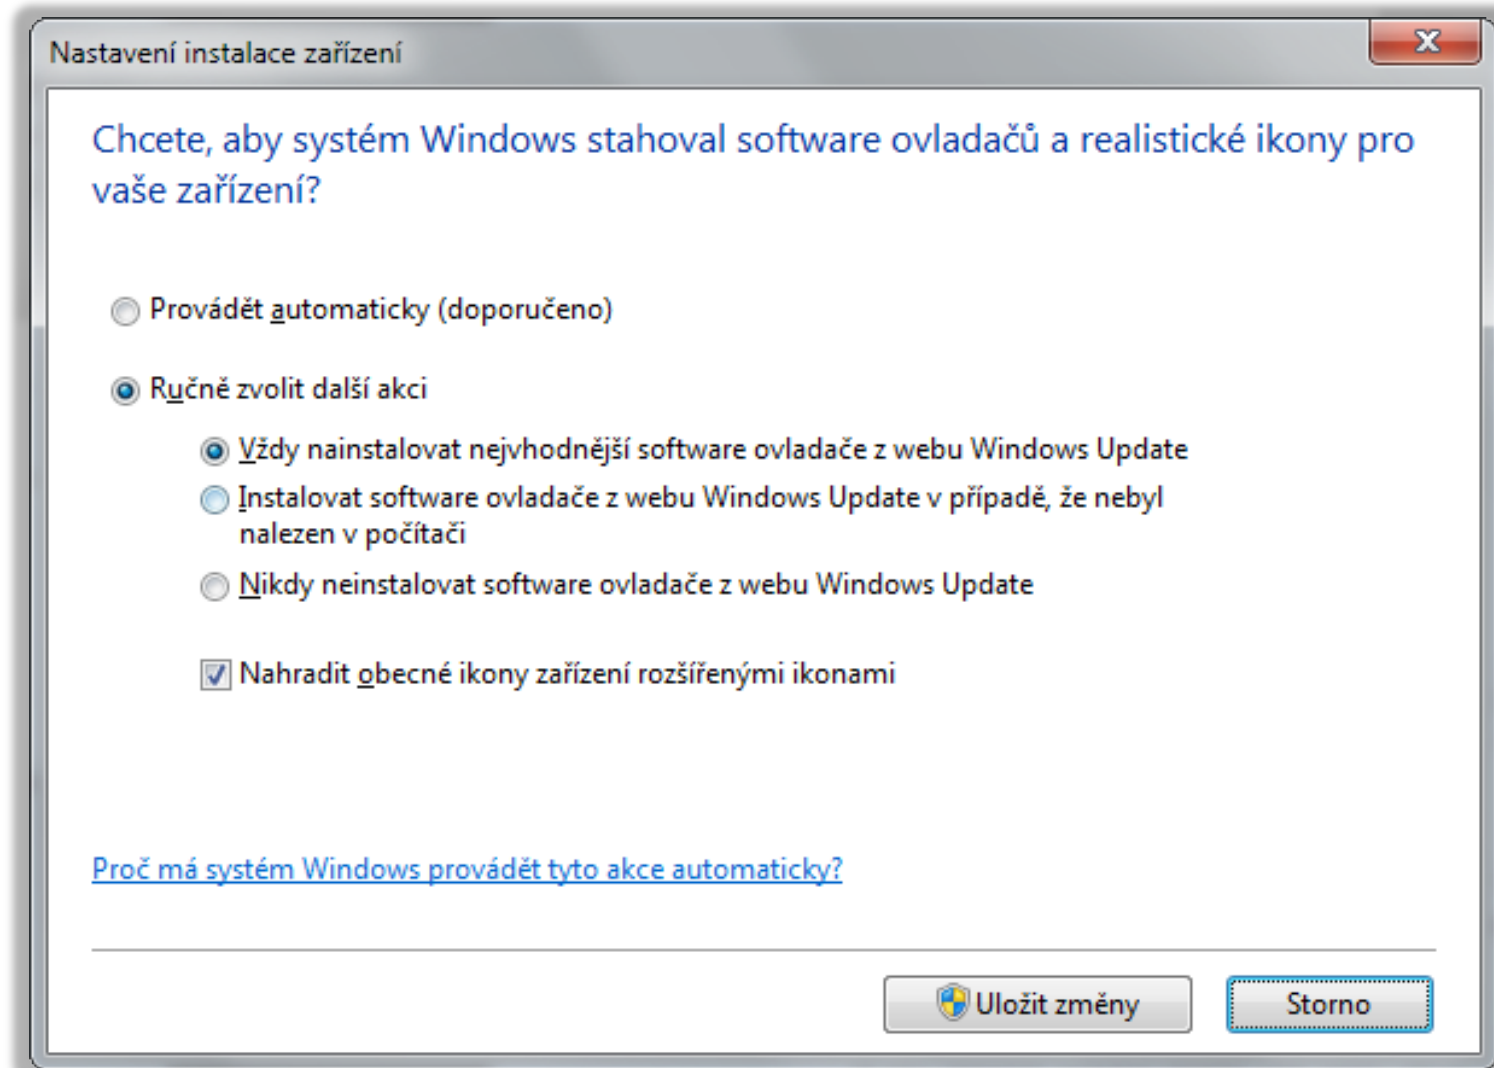 Nastavení instalace zařízení
Chcete, aby systém Windows stahoval software ovladačů a realistické ikony pro
vaše zařízení?
Provádět automaticky (doporučeno)
Ručně zvolit další akci
Vždy nainstalovat nejvhodnější software ovladače z webu Windows Update
Instalovat software ovladače z webu Windows Update v případě, že nebyl
nalezen v počítači
Nikdy neinstalovat software ovladače z webu Windows Update
Nahradit obecné ikony zařízení rozšířenými ikonami
Proč má systém Windows provádět tyto akce automaticky?
Uložit změny
Storno